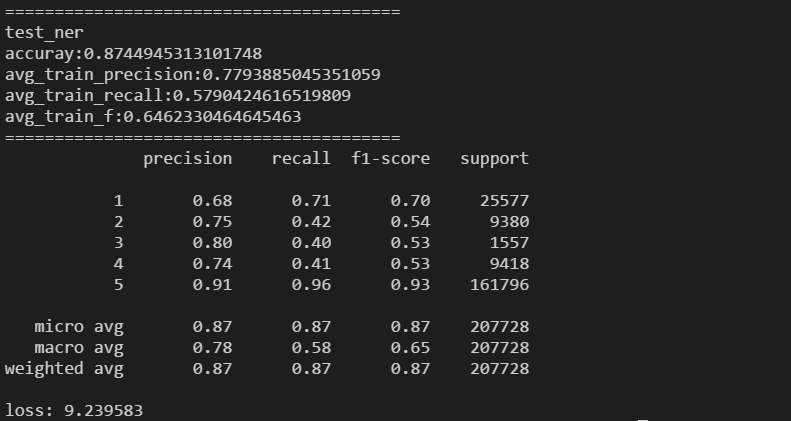 ========================================
test_ner
accuray:0.8744945313101748
avg_train_precision:0.7793885045351059
avg_train_recall:0.5790424616519809
avg_train_f:0.6462330464645463
========================================
precision recall f1-score support
1 0.68 0.71 0.70 25577
2 0.75 0.42 0.54 9380
3 0.80 0.40 0.53 1557
4 0.74 0.41 0.53 9418
5 0.91 0.96 0.93 161796
micro avg 0.87 0.87 0.87 207728
macro avg 0.78 0.58 0.65 207728
weighted avg 0.87 0.87 0.87 207728
loss: 9.239583